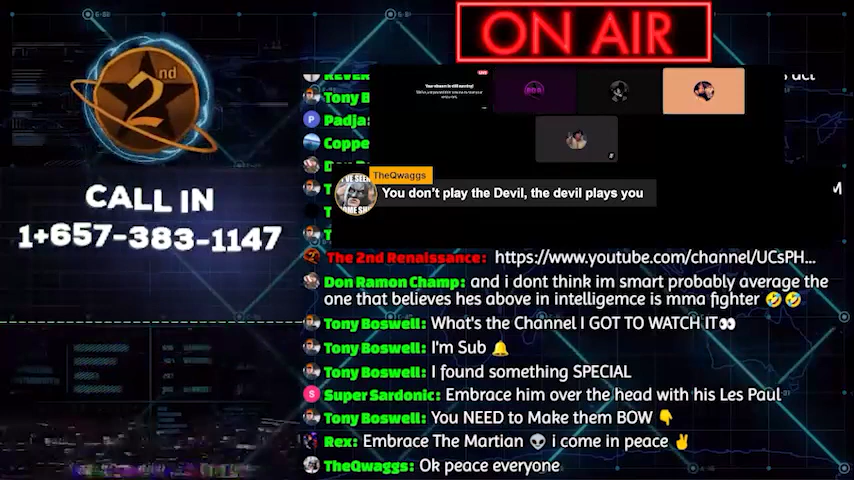 ON AIR
2nd
Tony B
Padja:
Coppe
TheQwaggs
You don't play the Devil, the devil plays you
CALL IN
1+657-383-1147
The 2nd Renaissance: https://www.youtube.com/channel/UCsPH...
Don Ramon Champ: and i dont think im smart probably average the
one that believes hes above in intelligemce is mma fighter 🤣🤣
Tony Boswell: What's the Channel I GOT TO WATCH IT👀
Tony Boswell: I'm Sub 🔔
Tony Boswell: I found something SPECIAL
Super Sardonic: Embrace him over the head with his Les Paul
Tony Boswell: You NEED to Make them BOW 👇
Rex: Embrace The Martian 👽 i come in peace ✌
TheQwaggs: Ok peace everyone